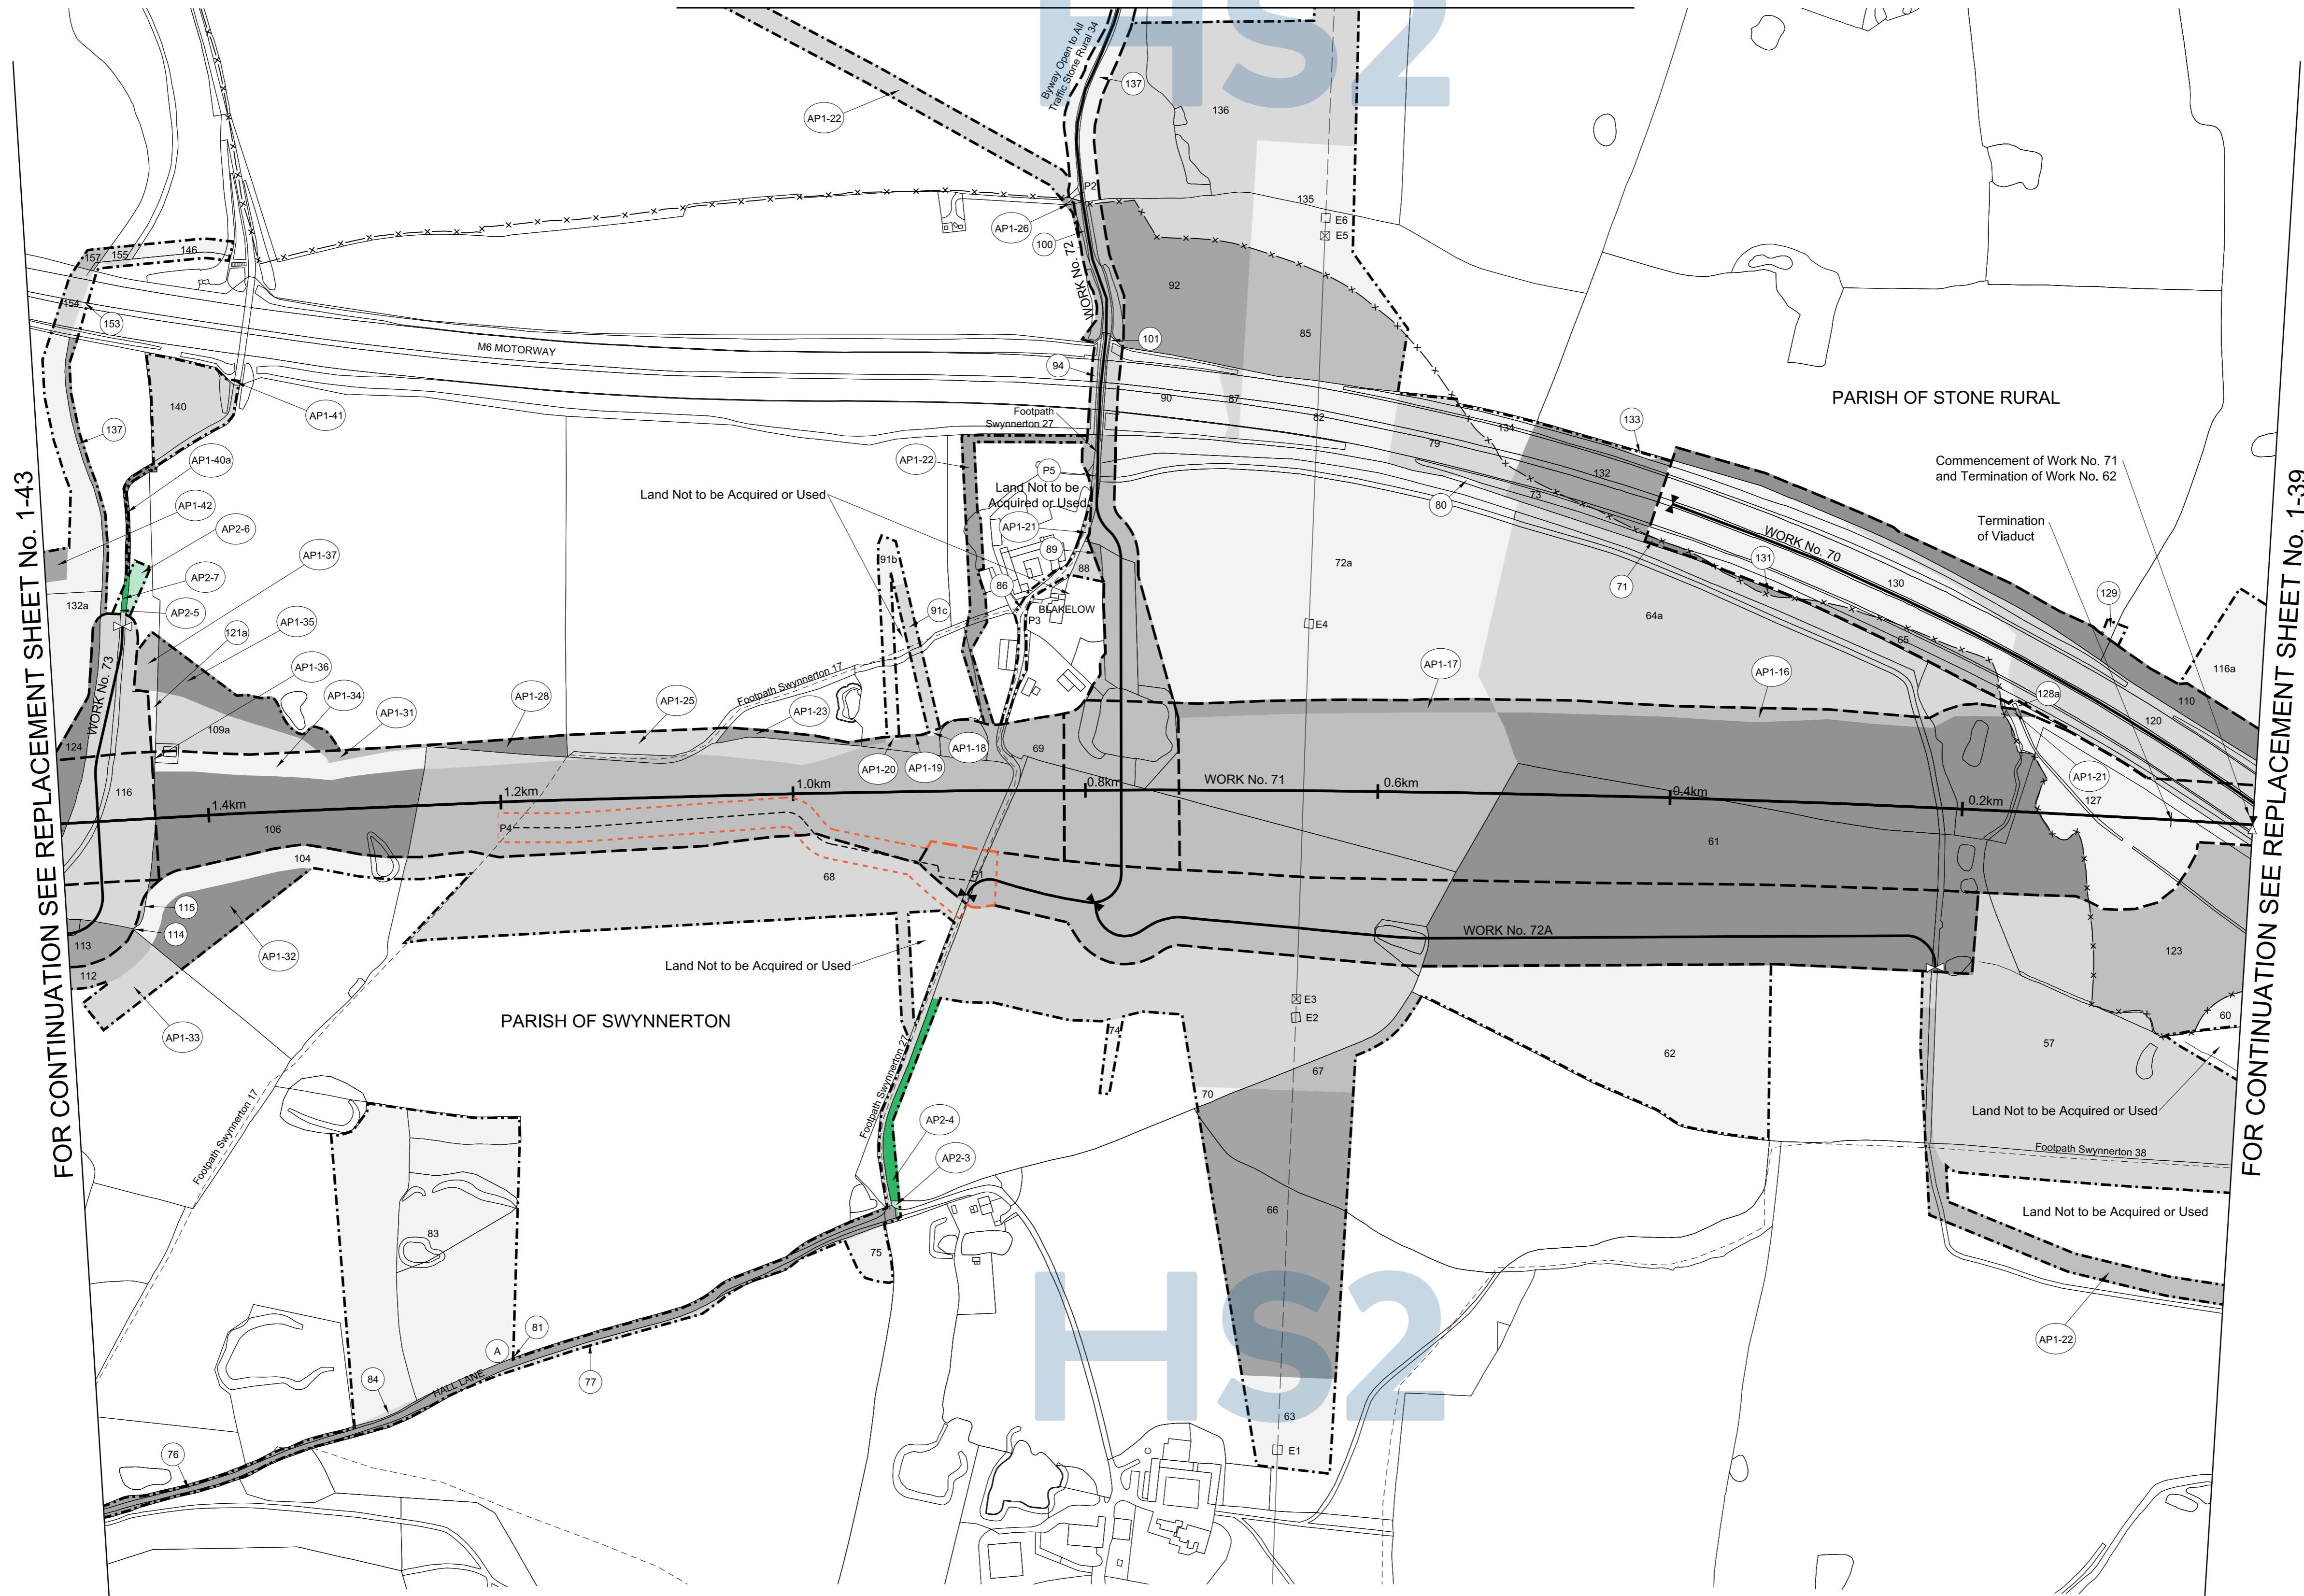 HS2
Byway Open to All
Traffic Stone Rural 34
137
136
AP1-22
P2
135
E6
E5
AP1-26
100
WORK No. 72
92
85
157
155
146
154
153
M6 MOTORWAY
101
94
90
87
82
79
134
133
132
73
80
PARISH OF STONE RURAL
140
AP1-41
137
AP1-40a
AP1-42
AP2-6
AP1-37
AP2-7
AP2-5
132a
AP1-35
121a
AP1-36
AP1-34
AP1-31
109a
WORK No. 73
124
116
Footpath
Swynnerton 27
AP1-22
P5
Land Not to be
Acquired or Used
Land Not to be Acquired or Used
AP1-21
89
88
86
91b
91c
BLAKELOW
P3
Footpath Swynnerton 17
AP1-28
AP1-25
AP1-23
AP1-20
AP1-19
AP1-18
69
72a
E4
64a
71
131
WORK No. 70
130
Commencement of Work No. 71
and Termination of Work No. 62
Termination
of Viaduct
129
65
116a
110
120
128a
AP1-17
AP1-16
AP1-21
127
1.4km
1.2km
1.0km
0.8km
WORK No. 71
0.6km
0.4km
0.2km
106
104
P4
68
P1
61
115
114
113
112
AP1-32
AP1-33
Land Not to be Acquired or Used
WORK No. 72A
PARISH OF SWYNNERTON
E3
E2
74
67
70
62
57
123
60
Land Not to be Acquired or Used
Footpath Swynnerton 38
Land Not to be Acquired or Used
AP1-22
Footpath Swynnerton 27
Footpath Swynnerton 17
AP2-4
AP2-3
83
75
66
63
E1
81
A
77
84
HALL LANE
76
HS2
FOR CONTINUATION SEE REPLACEMENT SHEET No. 1-43
FOR CONTINUATION SEE REPLACEMENT SHEET No. 1-39